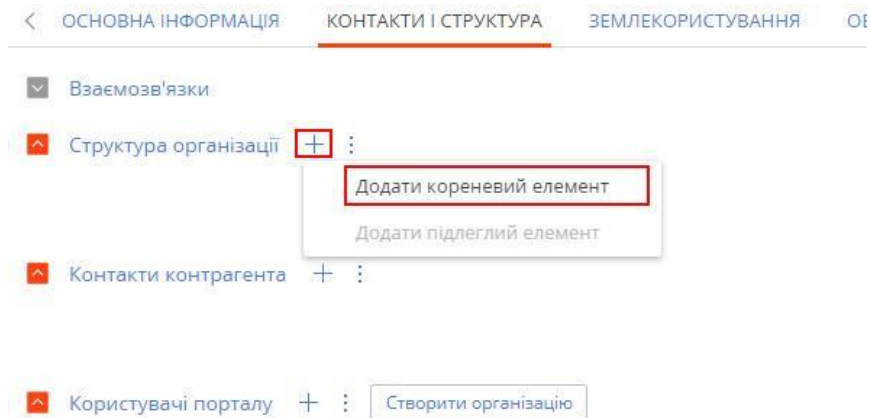 ОСНОВНА ІНФОРМАЦІЯ КОНТАКТИ І СТРУКТУРА ЗЕМЛЕКОРИСТУВАННЯ
Взаємозв'язки
Структура організації
Додати кореневий елемент
Додати підлеглий елемент
Контакти контрагента
Користувачі порталу Створити організацію